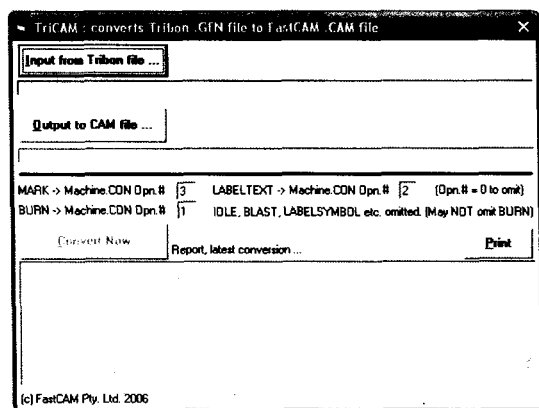 TriCAM : converts Tribon .GEN file to FastCAM .CAM file
Input from Tribon file ...
Output to CAM file ...
MARK -> Machine.CON Opn.# 3 LABELTEXT -> Machine.CON Opn.# 2 (Opn.# = 0 to omit)
BURN -> Machine.CON Opn.# 1 IDLE, BLAST, LABELSYMBOL etc. omitted. (May NOT omit BURN)
Convert Now Report, latest conversion ... Print
(c) FastCAM Pty. Ltd. 2006